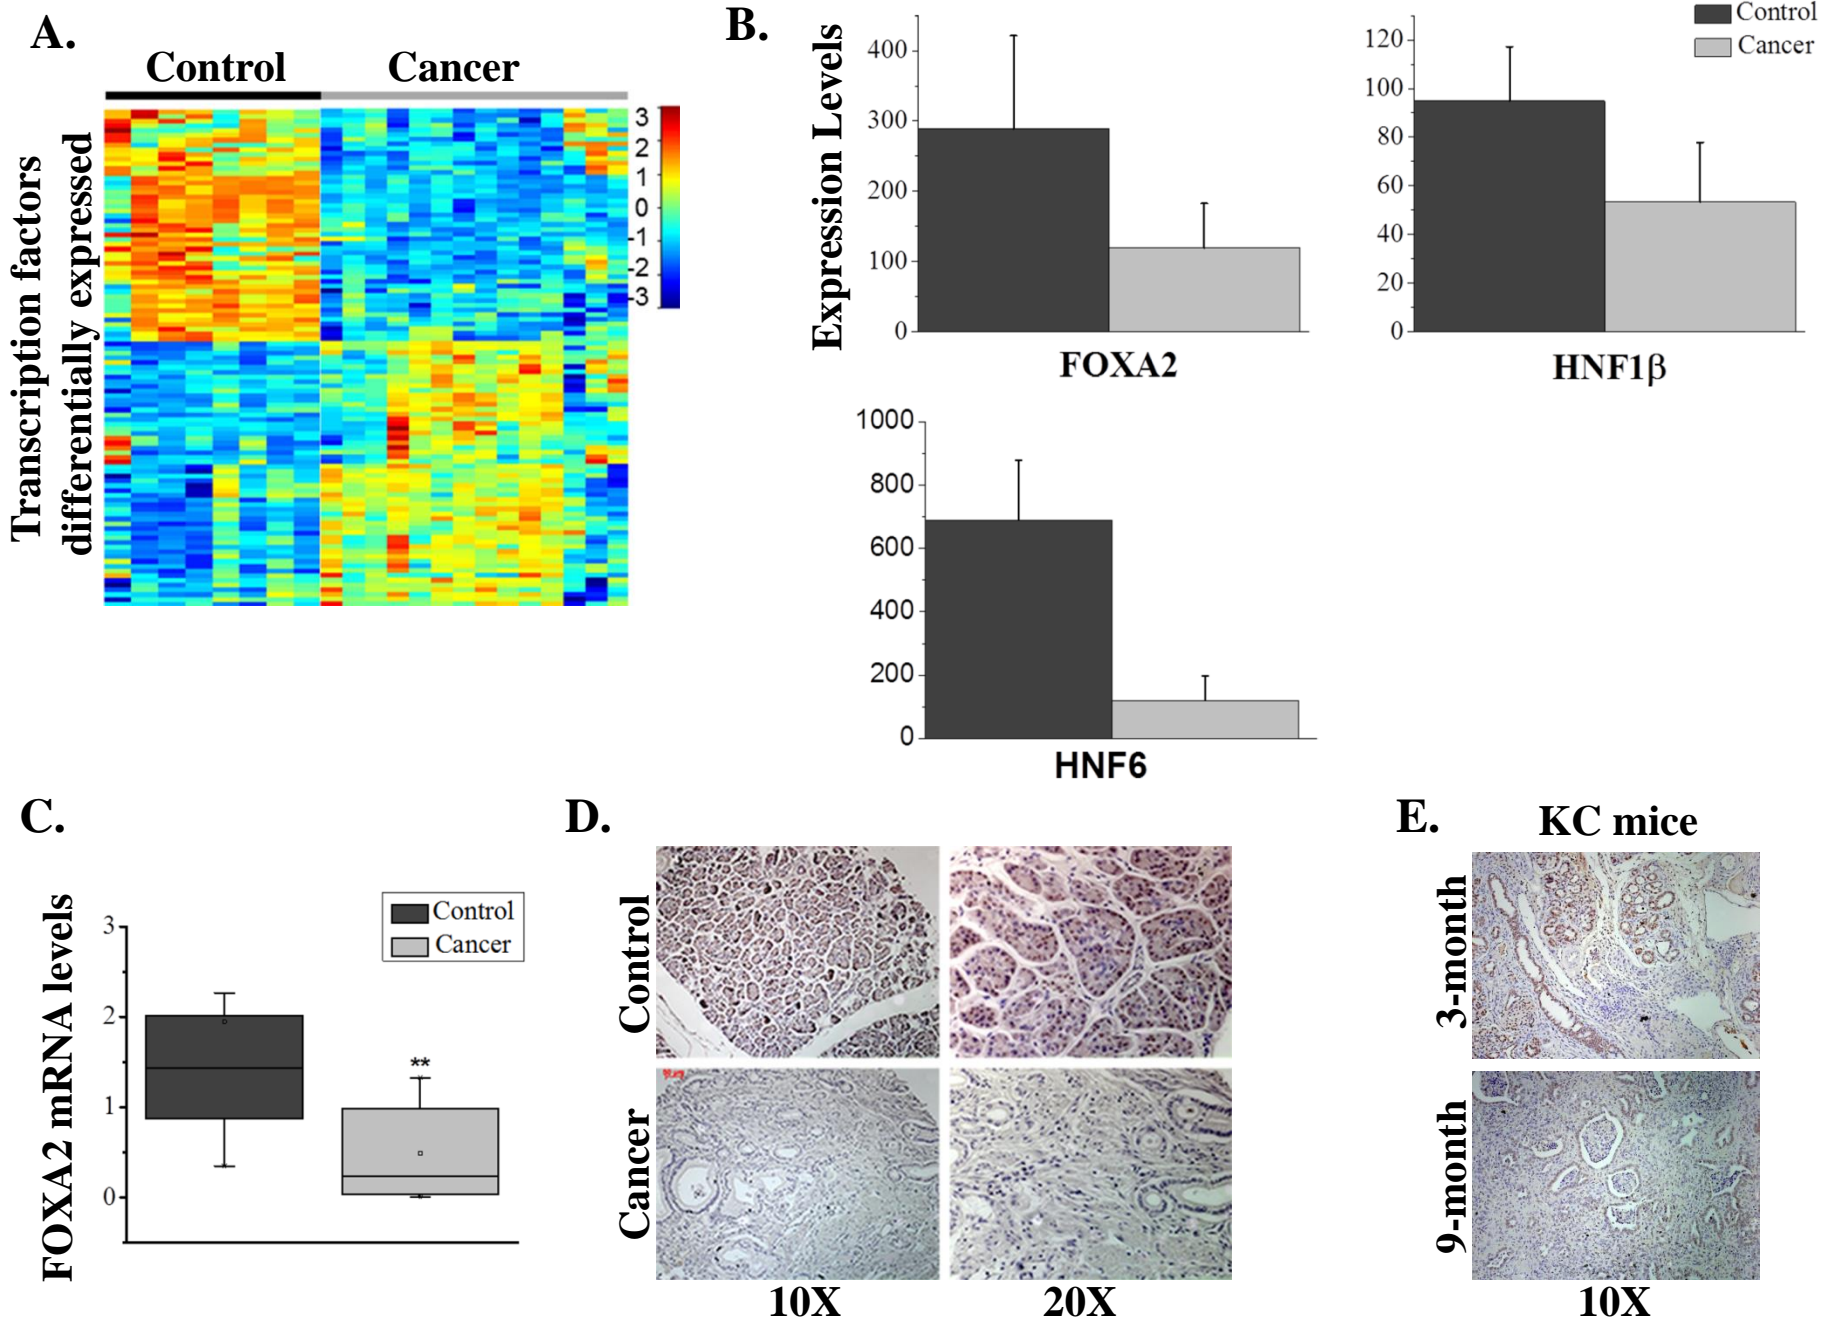 A.
Control
Cancer
Transcription factors
differentially expressed
3
2
1
0
-1
-2
-3
B.
Control
Cancer
Expression Levels
400
300
200
100
0
FOXA2
120
100
80
60
40
20
0
HNF1β
1000
800
600
400
200
0
HNF6
C.
FOXA2 mRNA levels
3
2
1
0
Control
Cancer
**
D.
Control
Cancer
10X
20X
E.
KC mice
3-month
9-month
10X